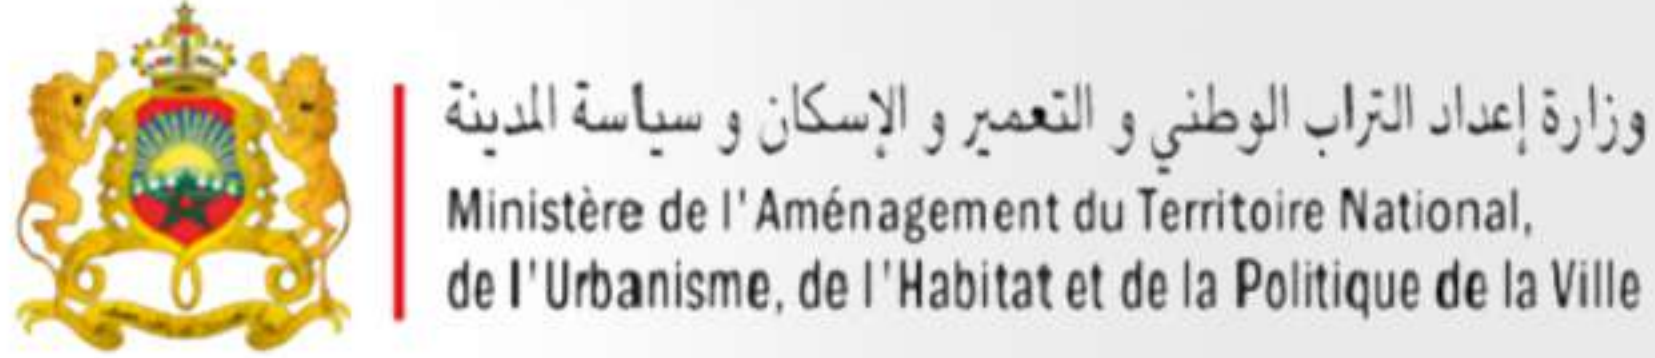 وزارة إعداد التراب الوطني و التعمير و الإسكان و سياسة المدينة
Ministère de l'Aménagement du Territoire National,
de l'Urbanisme, de l'Habitat et de la Politique de la Ville